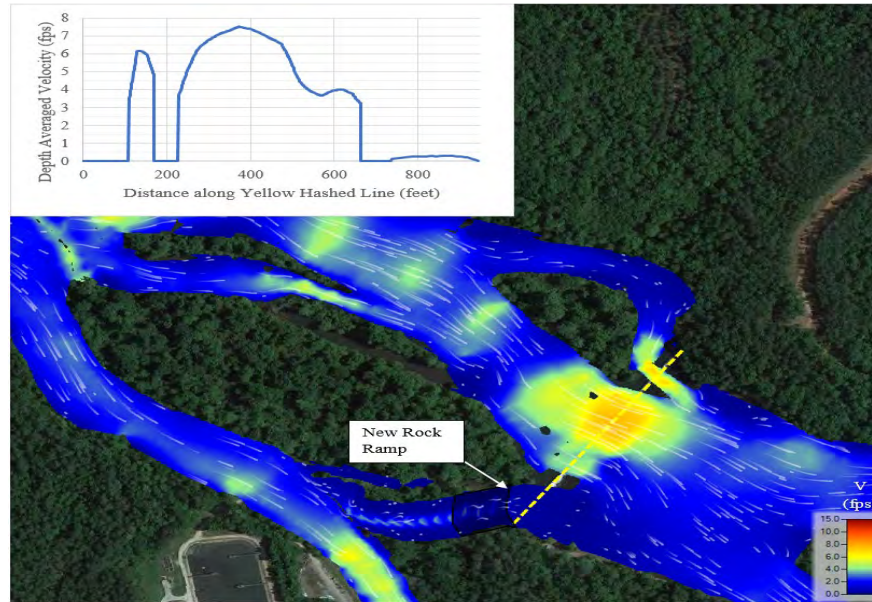 8
7
6
5
4
3
2
1
0
Depth Averaged Velocity (fps)
0 200 400 600 800
Distance along Yellow Hashed Line (feet)
New Rock
Ramp
V
(fps)
15.0
10.0
8.0
6.0
4.0
2.0
0.0